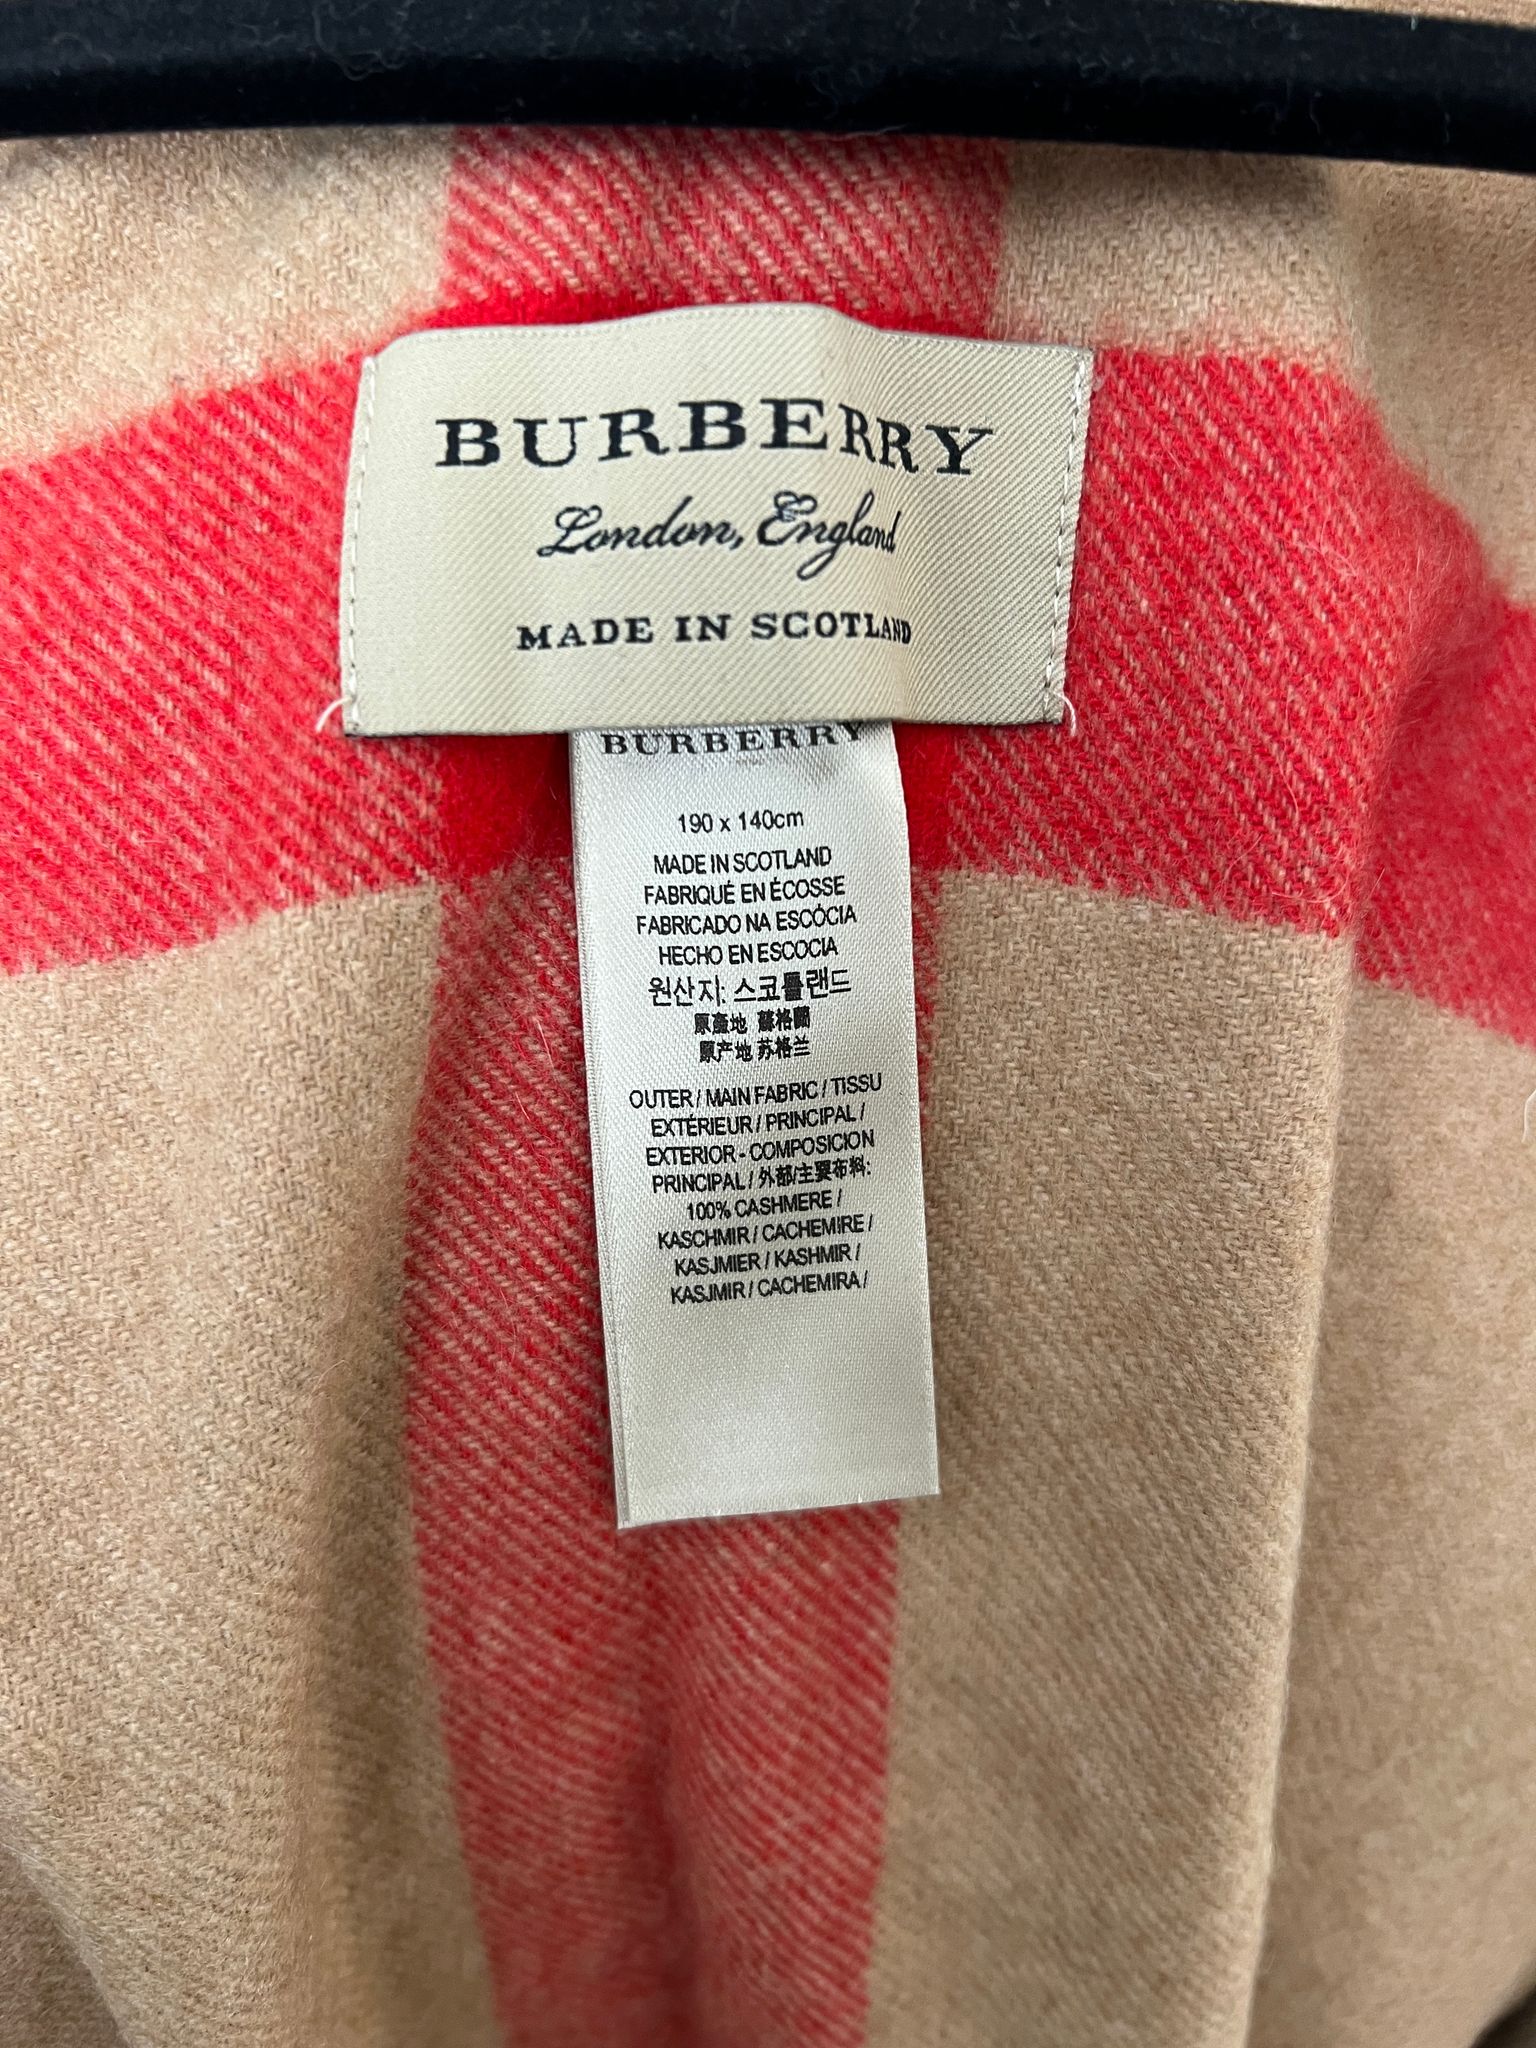 BURBERRY
London, England
MADE IN SCOTLAND
BURBERRY
190 x 140cm
MADE IN SCOTLAND
FABRIQUÉ EN ÉCOSSE
FABRICADO NA ESCÓCIA
HECHO EN ESCOCIA
원산지: 스코틀랜드
原產地 蘇格蘭
原产地 苏格兰
OUTER / MAIN FABRIC / TISSU
EXTÉRIEUR / PRINCIPAL /
EXTERIOR - COMPOSICION
PRINCIPAL / 外部/主要布料:
100% CASHMERE /
KASCHMIR / CACHEMIRE /
KASJMIER / KASHMIR /
KASJMIR / CACHEMIRA /